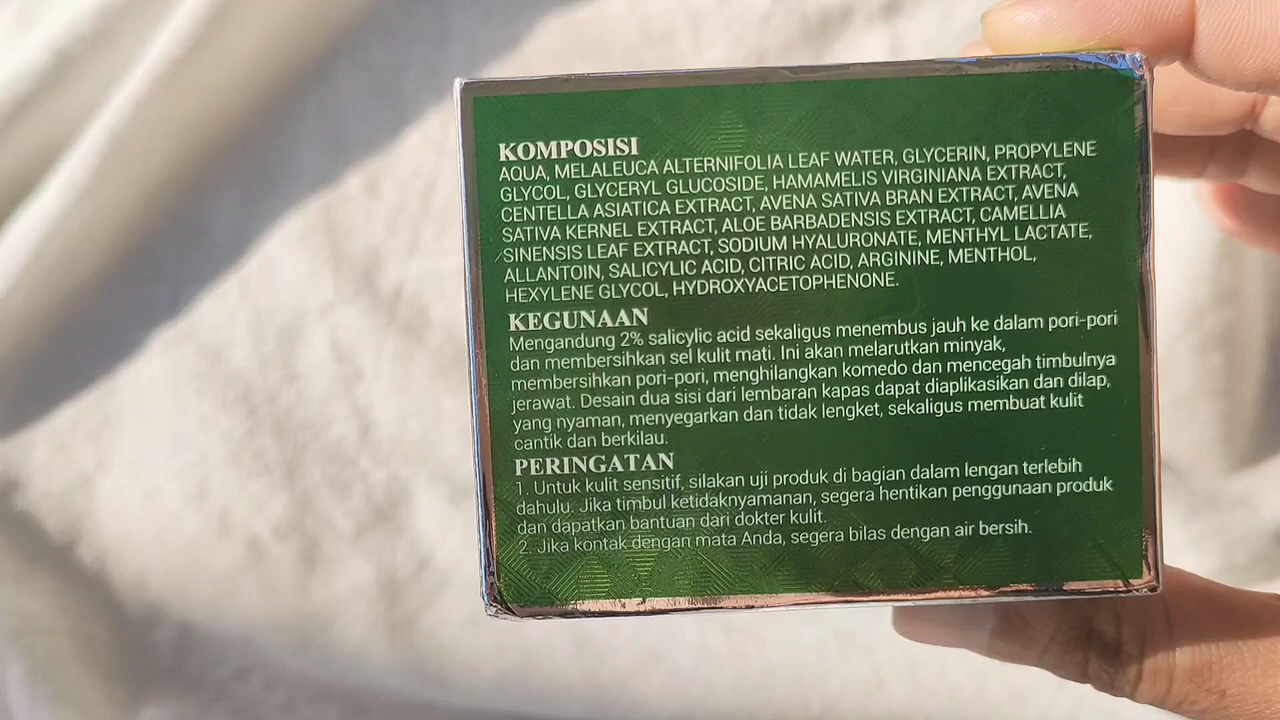 KOMPOSISI
AQUA, MELALEUCA ALTERNIFOLIA LEAF WATER, GLYCERIN, PROPYLENE
GLYCOL, GLYCERYL GLUCOSIDE, HAMAMELIS VIRGINIANA EXTRACT,
CENTELLA ASIATICA EXTRACT, AVENA SATIVA BRAN EXTRACT, AVENA
SATIVA KERNEL EXTRACT, ALOE BARBADENSIS EXTRACT, CAMELLIA
SINENSIS LEAF EXTRACT, SODIUM HYALURONATE, MENTHYL LACTATE,
ALLANTOIN, SALICYLIC ACID, CITRIC ACID, ARGININE, MENTHOL,
HEXYLENE GLYCOL, HYDROXYACETOPHENONE.
KEGUNAAN
Mengandung 2% salicylic acid sekaligus menembus jauh ke dalam pori-pori
dan membersihkan sel kulit mati. Ini akan melarutkan minyak,
membersihkan pori-pori, menghilangkan komedo dan mencegah timbulnya
jerawat. Desain dua sisi dari lembaran kapas dapat diaplikasikan dan dilap,
yang nyaman, menyegarkan dan tidak lengket, sekaligus membuat kulit
cantik dan berkilau.
PERINGATAN
1. Untuk kulit sensitif, silakan uji produk di bagian dalam lengan terlebih
dahulu. Jika timbul ketidaknyamanan, segera hentikan penggunaan produk
dan dapatkan bantuan dari dokter kulit.
2. Jika kontak dengan mata Anda, segera bilas dengan air bersih.